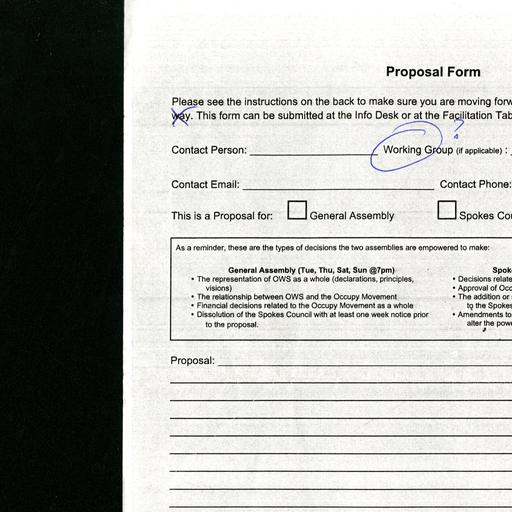 Proposal Form
Please see the instructions on the back to make sure you are moving forw
way. This form can be submitted at the Info Desk or at the Facilitation Tab
?
Contact Person: Working Group (if applicable) :
Contact Email: Contact Phone:
This is a Proposal for: General Assembly Spokes Cou
As a reminder, these are the types of decisions the two assemblies are empowered to make:
General Assembly (Tue, Thu, Sat, Sun @7pm) Spok
• The representation of OWS as a whole (declarations, principles, • Decisions relate
visions) • Approval of Occ
• The relationship between OWS and the Occupy Movement • The addition or
• Financial decisions related to the Occupy Movement as a whole to the Spokes
• Dissolution of the Spokes Council with at least one week notice prior • Amendments to
to the proposal. alter the powe
Proposal: